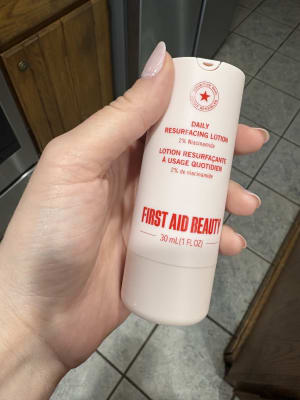 DAILY
RESURFACING LOTION
2% Niacinamide
LOTION RESURFAÇANTE
À USAGE QUOTIDIEN
2% de niacinamide
FIRST AID BEAUTY
30 mL (1 FL OZ)